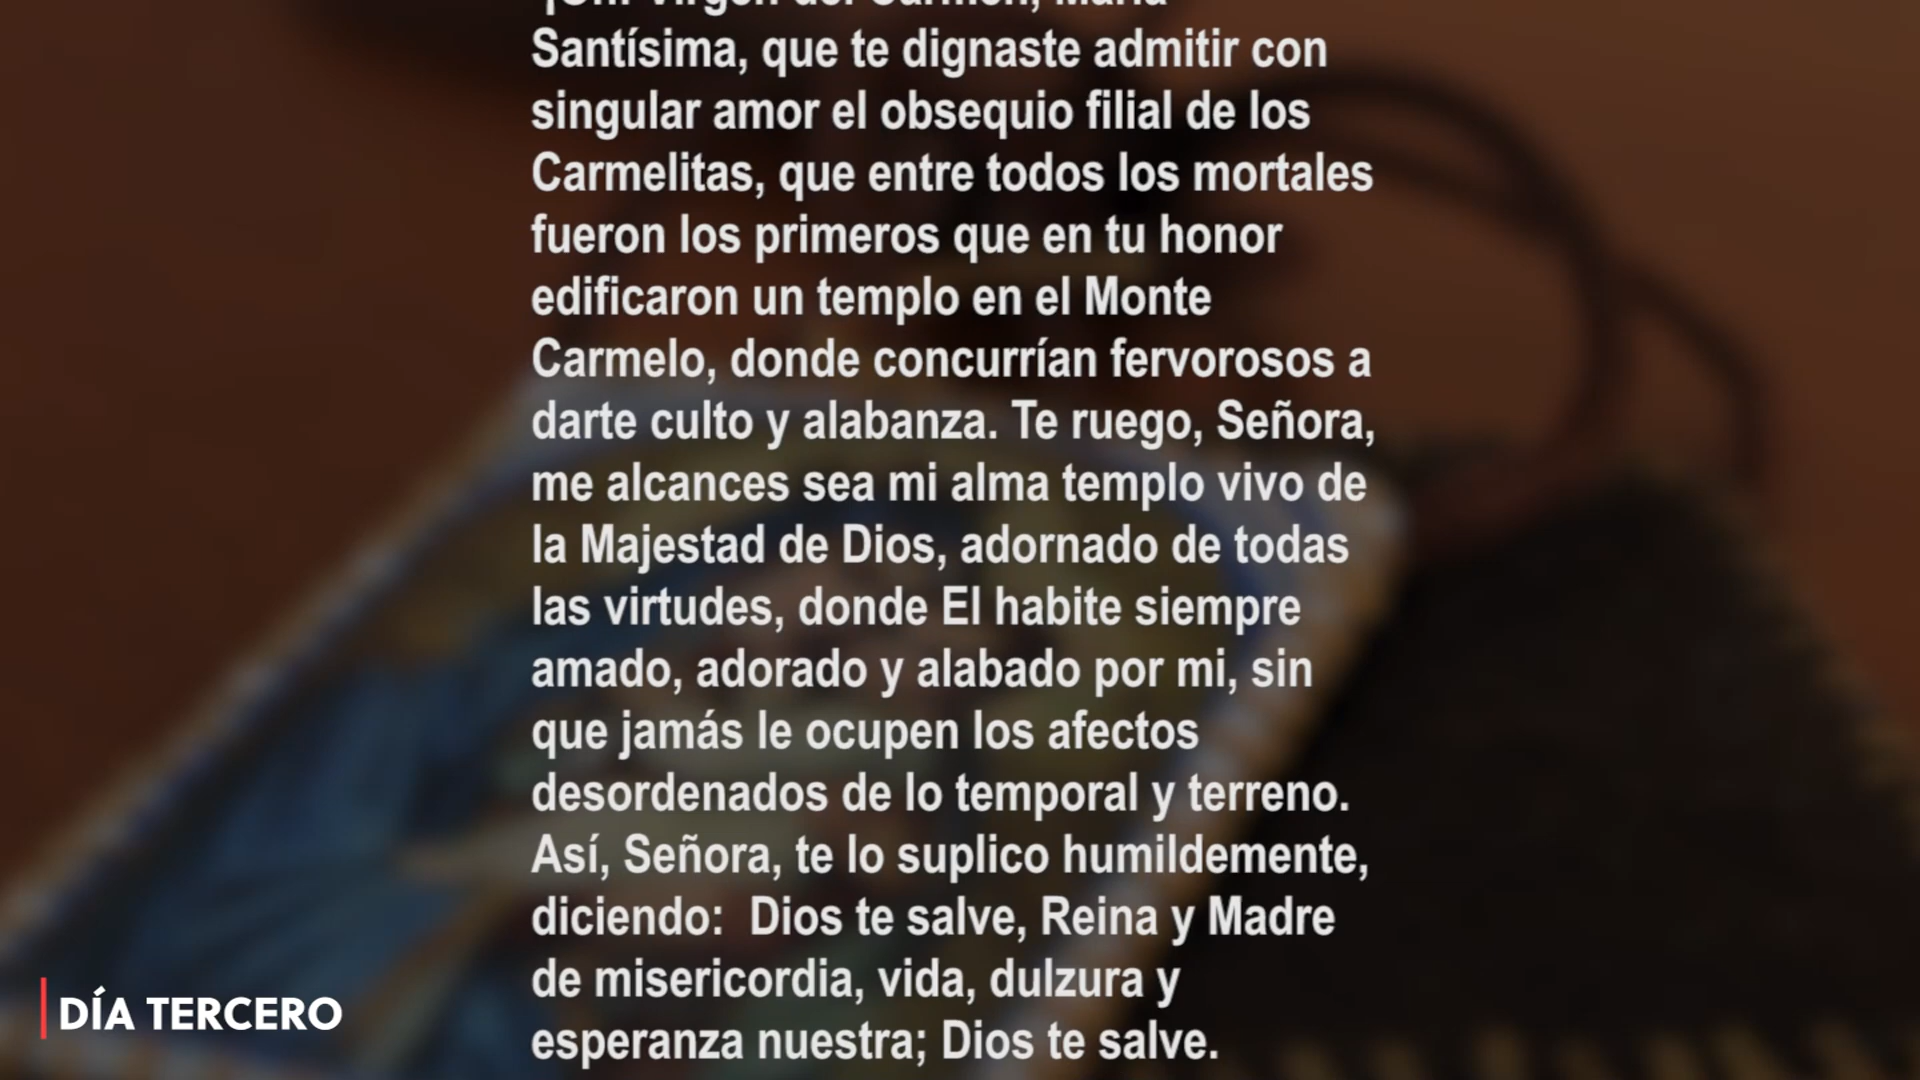 ¡Oh! Virgen del Carmen, María
Santísima, que te dignaste admitir con
singular amor el obsequio filial de los
Carmelitas, que entre todos los mortales
fueron los primeros que en tu honor
edificaron un templo en el Monte
Carmelo, donde concurrían fervorosos a
darte culto y alabanza. Te ruego, Señora,
me alcances sea mi alma templo vivo de
la Majestad de Dios, adornado de todas
las virtudes, donde El habite siempre
amado, adorado y alabado por mi, sin
que jamás le ocupen los afectos
desordenados de lo temporal y terreno.
Así, Señora, te lo suplico humildemente,
diciendo:  Dios te salve, Reina y Madre
de misericordia, vida, dulzura y
esperanza nuestra; Dios te salve.
DÍA TERCERO